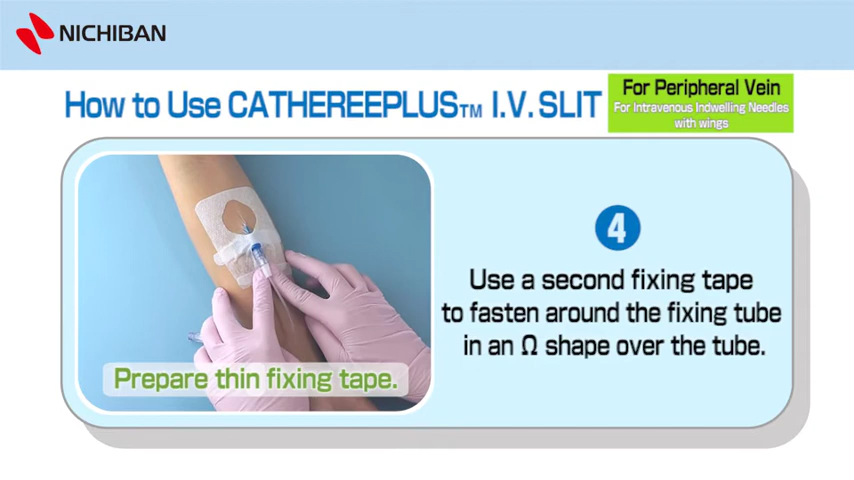 NICHIBAN
How to Use CATHEREEPLUS™ I.V. SLIT
For Peripheral Vein
For Intravenous Indwelling Needles
with wings
4
Use a second fixing tape
to fasten around the fixing tube
in an Ω shape over the tube.
Prepare thin fixing tape.